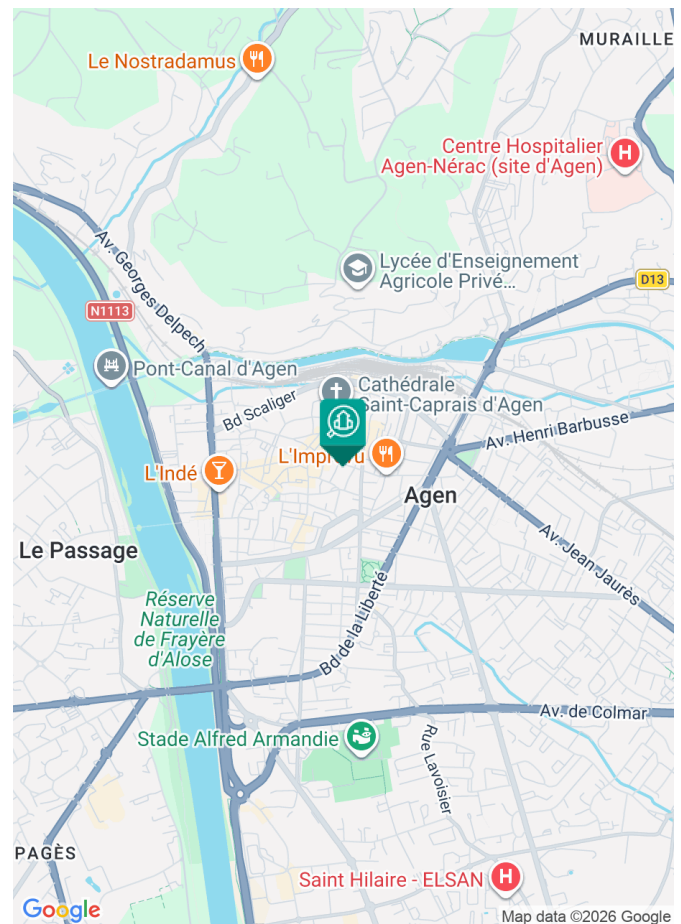 MURAILLE
Le Nostradamus
Centre Hospitalier
Agen-Nérac (site d'Agen)
H
Av. Georges Delpech
Lycée d'Enseignement
Agricole Privé...
D13
N1113
Pont-Canal d'Agen
Cathédrale
Saint-Caprais d'Agen
Bd Scaliger
Av. Henri Barbusse
L'Indé
Agen
Av. Jean Jaurès
Le Passage
Réserve
Naturelle
de Frayère
d'Alose
Bd de la Liberté
Av. de Colmar
Stade Alfred Armandie
Rue Lavoisier
PAGÈS
Saint Hilaire - ELSAN
H
Google
Map data ©2026 Google